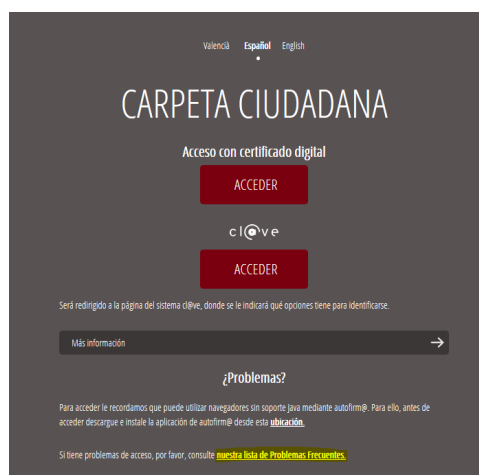 Valencià Español English
CARPETA CIUDADANA
Acceso con certificado digital
ACCEDER
cl@ve
ACCEDER
Será redirigido a la página del sistema cl@ve, donde se le indicará qué opciones tiene para identificarse.
Más información
¿Problemas?
Para acceder le recordamos que puede utilizar navegadores sin soporte Java mediante autofirm@. Para ello, antes de
acceder descargue e instale la aplicación de autofirm@ desde esta ubicación.
Si tiene problemas de acceso, por favor, consulte nuestra lista de Problemas Frecuentes.